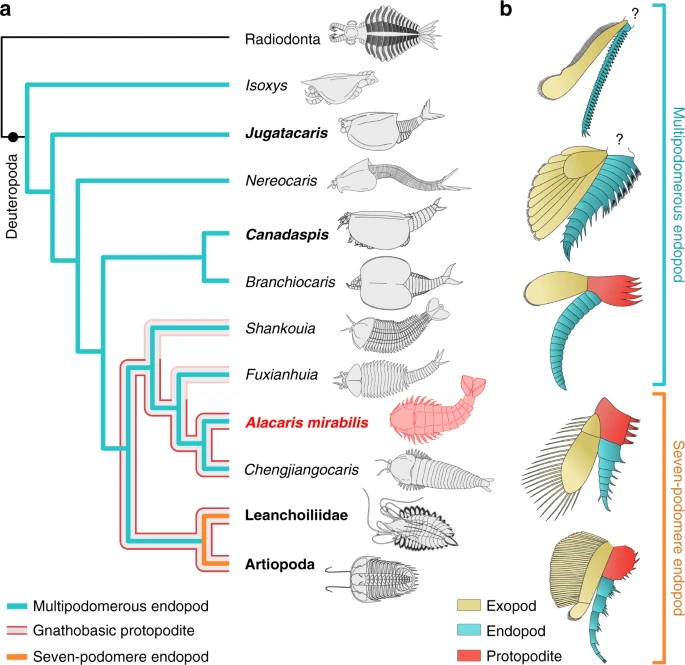 a
b
Radiodonta
Isoxys
Jugatacaris
Nereocaris
Canadaspis
Branchiocaris
Shankouia
Fuxianhuia
Alacaris mirabilis
Chengjiangocaris
Leanchoiliidae
Artiopoda
Deuteropoda
Multipodomerous endopod
Gnathobasic protopodite
Seven-podomere endopod
?
?
Exopod
Endopod
Protopodite
Multipodomerous endopod
Seven-podomere endopod